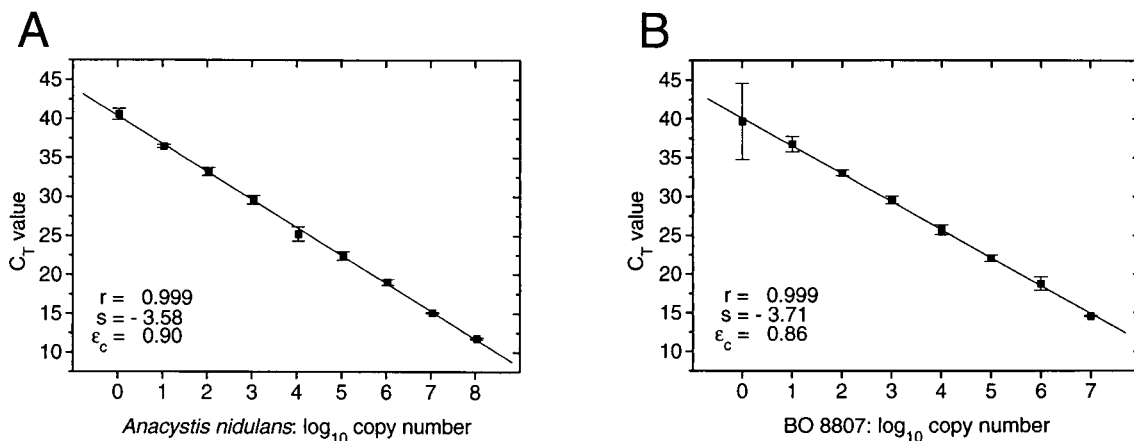 A
C_T value
45
40
35
30
25
20
15
10
r = 0.999
s = - 3.58
ε_c = 0.90
0 1 2 3 4 5 6 7 8
Anacystis nidulans: log₁₀ copy number
B
C_T value
45
40
35
30
25
20
15
10
r = 0.999
s = - 3.71
ε_c = 0.86
0 1 2 3 4 5 6 7
BO 8807: log₁₀ copy number